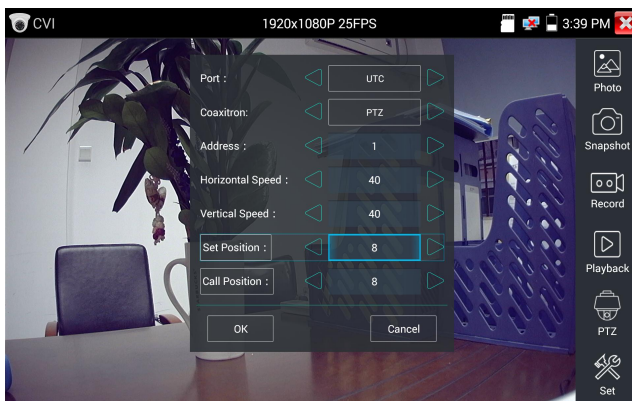 CVI 1920x1080P 25FPS 3:39 PM
Port : UTC
Coaxitron: PTZ
Address : 1
Horizontal Speed : 40
Vertical Speed : 40
Set Position : 8
Call Position : 8
OK Cancel
Photo
Snapshot
Record
Playback
PTZ
Set